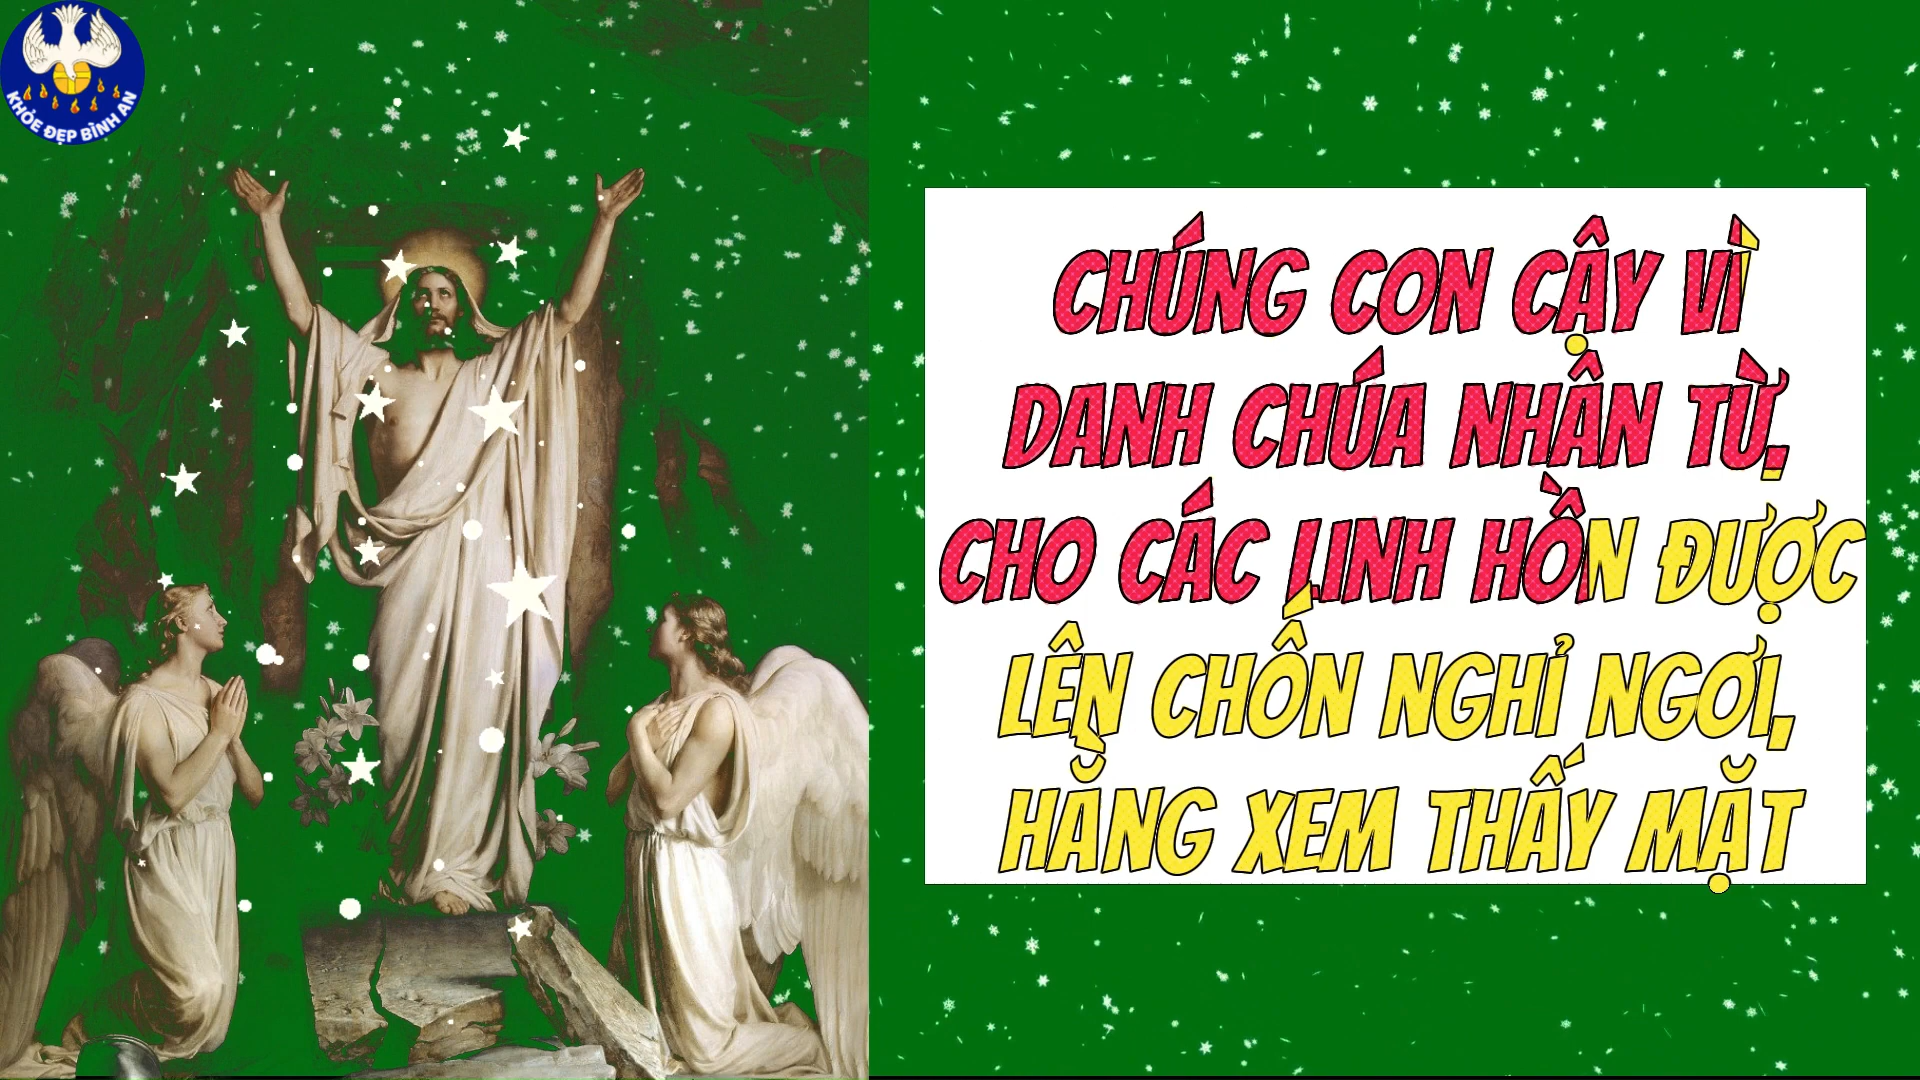 KHỎE ĐẸP BÌNH AN
CHÚNG CON CẬY VÌ
DANH CHÚA NHÂN TỪ,
CHO CÁC LINH HỒN ĐƯỢC
LÊN CHỐN NGHỈ NGƠI,
HẰNG XEM THẤY MẶT